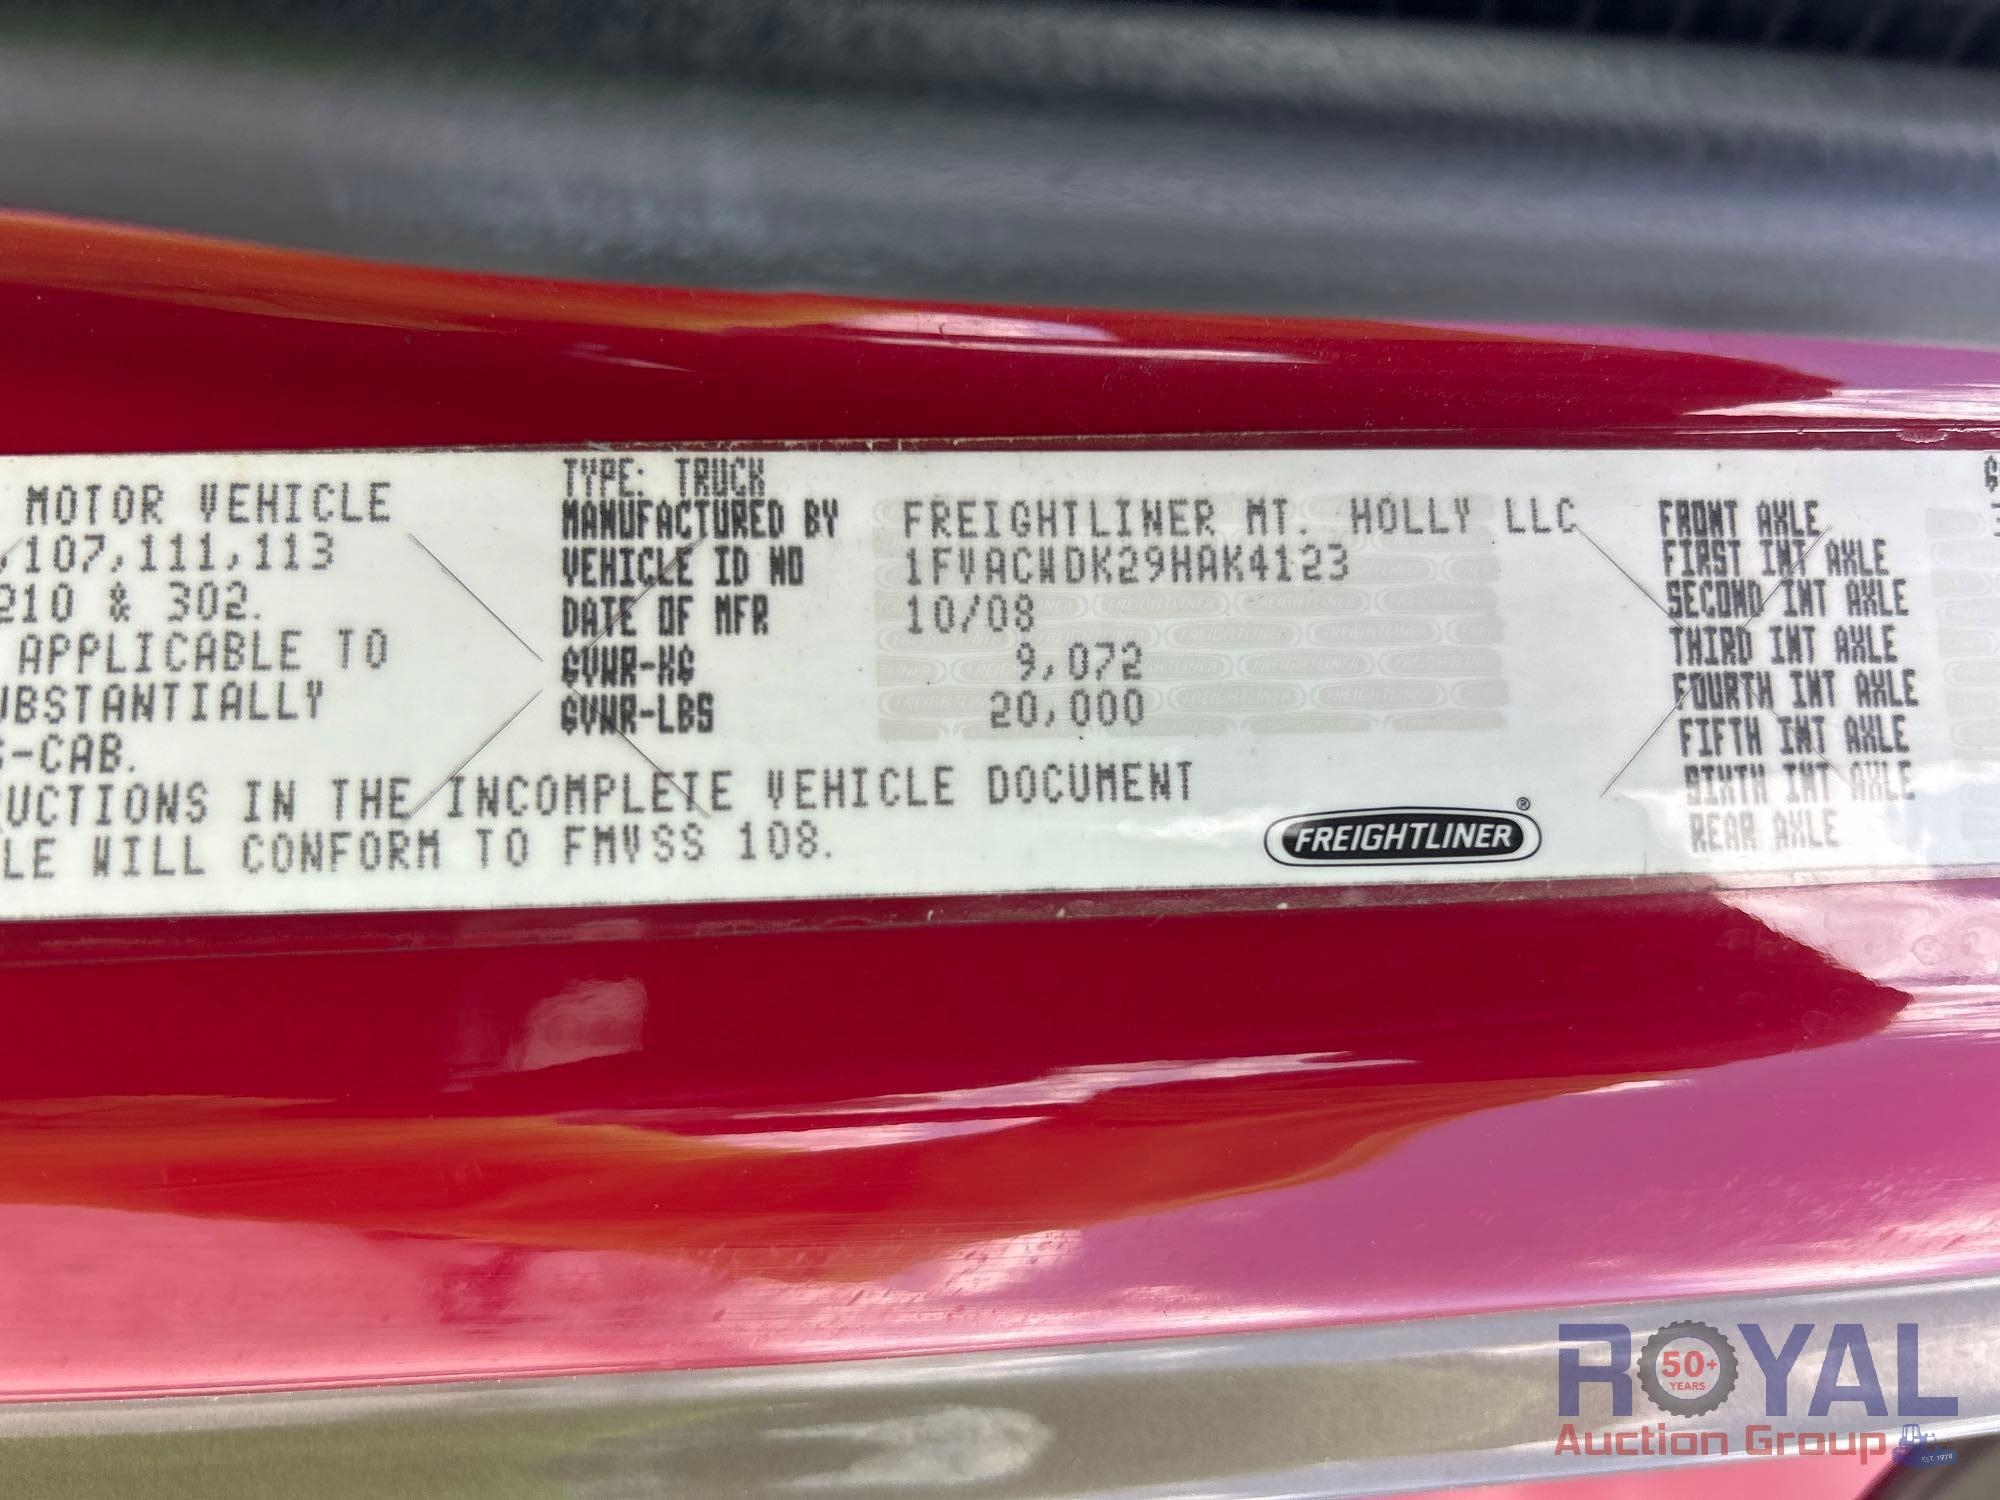 MOTOR VEHICLE
,107,111,113
210 & 302.
APPLICABLE TO
UBSTANTIALLY
S-CAB.
UCTIONS IN THE INCOMPLETE VEHICLE DOCUMENT
LE WILL CONFORM TO FMVSS 108.
TYPE: TRUCK
MANUFACTURED BY FREIGHTLINER MT. HOLLY LLC
VEHICLE ID NO 1FVACWDK29HAK4123
DATE OF MFR 10/08
GVWR-KG 9,072
GVWR-LBS 20,000
FREIGHTLINER®
FRONT AXLE
FIRST INT AXLE
SECOND INT AXLE
THIRD INT AXLE
FOURTH INT AXLE
FIFTH INT AXLE
SIXTH INT AXLE
REAR AXLE
ROYAL
50+
YEARS
Auction Group
EST. 1970